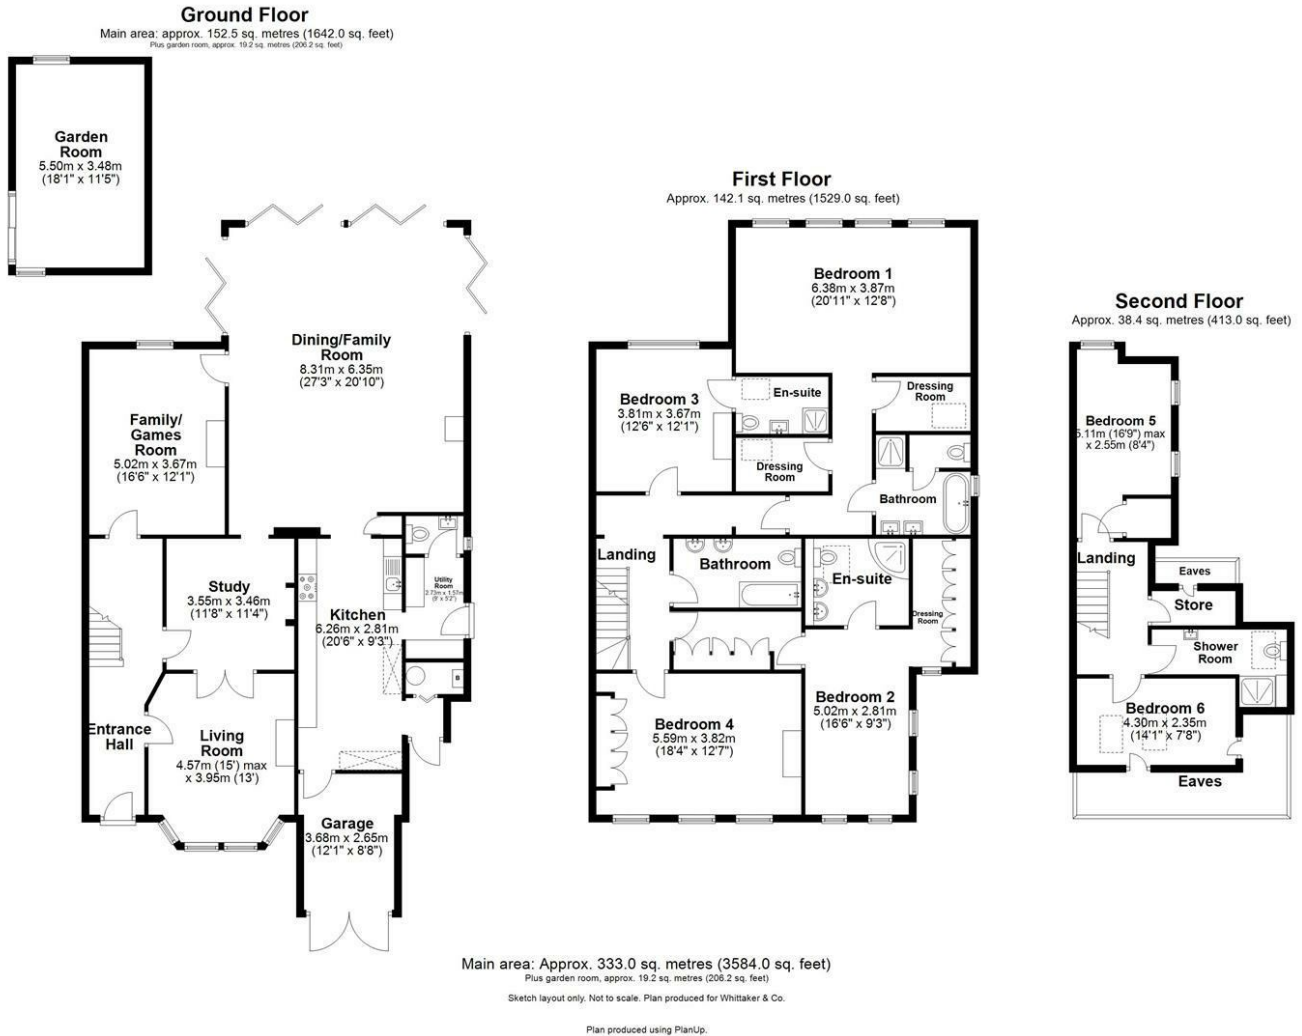 Ground Floor
Main area: approx. 152.5 sq. metres (1642.0 sq. feet)
Plus garden room, approx. 19.2 sq. metres (206.2 sq. feet)
Garden
Room
5.50m x 3.48m
(18'1" x 11'5")
Dining/Family
Room
8.31m x 6.35m
(27'3" x 20'10")
Family/
Games
Room
5.02m x 3.67m
(16'6" x 12'1")
Study
3.55m x 3.46m
(11'8" x 11'4")
Kitchen
6.26m x 2.81m
(20'6" x 9'3")
Utility
Room
2.73m x 1.57m
(9' x 5'2")
Entrance
Hall
Living
Room
4.57m (15') max
x 3.95m (13')
Garage
3.68m x 2.65m
(12'1" x 8'8")
First Floor
Approx. 142.1 sq. metres (1529.0 sq. feet)
Bedroom 1
6.38m x 3.87m
(20'11" x 12'8")
Bedroom 3
3.81m x 3.67m
(12'6" x 12'1")
En-suite
Dressing
Room
Dressing
Room
Bathroom
Landing
Bathroom
En-suite
Dressing
Room
Bedroom 2
5.02m x 2.81m
(16'6" x 9'3")
Bedroom 4
5.59m x 3.82m
(18'4" x 12'7")
Second Floor
Approx. 38.4 sq. metres (413.0 sq. feet)
Bedroom 5
5.11m (16'9") max
x 2.55m (8'4")
Landing
Eaves
Store
Shower
Room
Bedroom 6
4.30m x 2.35m
(14'1" x 7'8")
Eaves
Main area: Approx. 333.0 sq. metres (3584.0 sq. feet)
Plus garden room, approx. 19.2 sq. metres (206.2 sq. feet)
Sketch layout only. Not to scale. Plan produced for Whittaker & Co.
Plan produced using PlanUp.